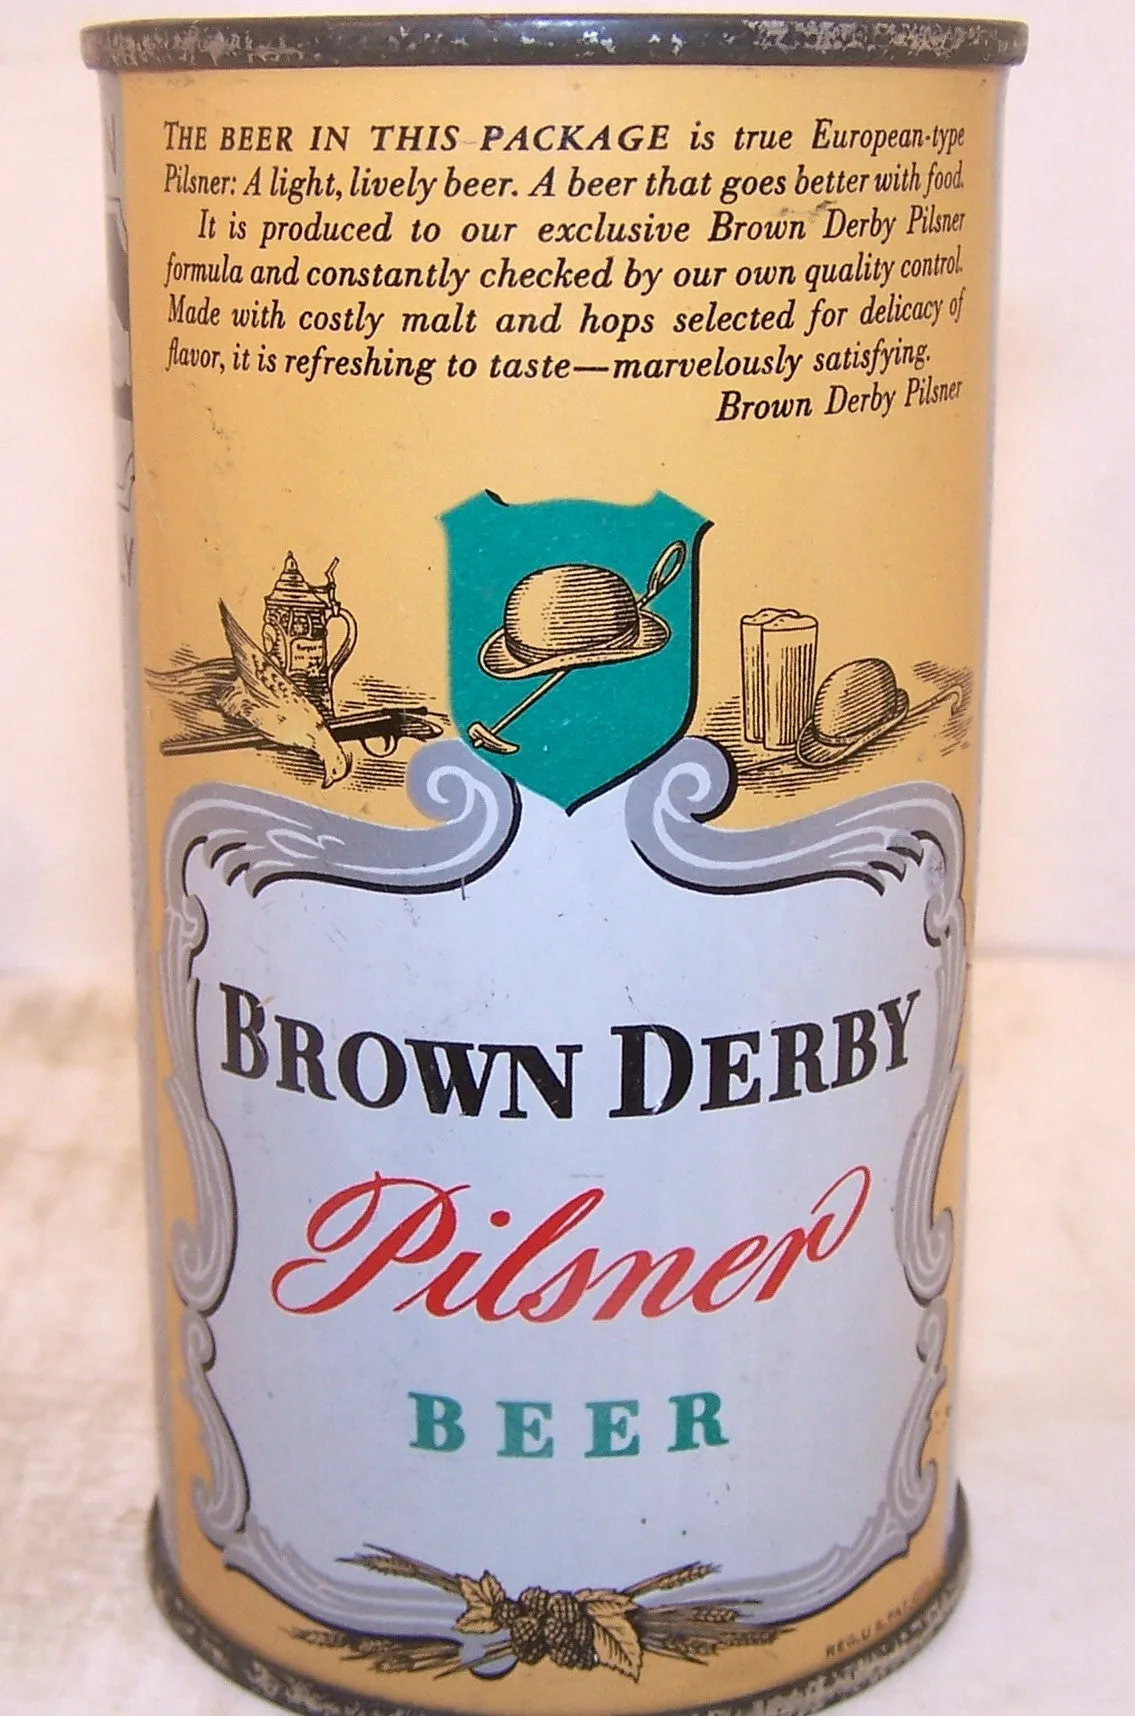 THE BEER IN THIS PACKAGE is true European-type
Pilsner: A light, lively beer. A beer that goes better with food.
It is produced to our exclusive Brown Derby Pilsner
formula and constantly checked by our own quality control.
Made with costly malt and hops selected for delicacy of
flavor, it is refreshing to taste—marvelously satisfying.
Brown Derby Pilsner
BROWN DERBY
Pilsner
BEER
REG. U.S. PAT.